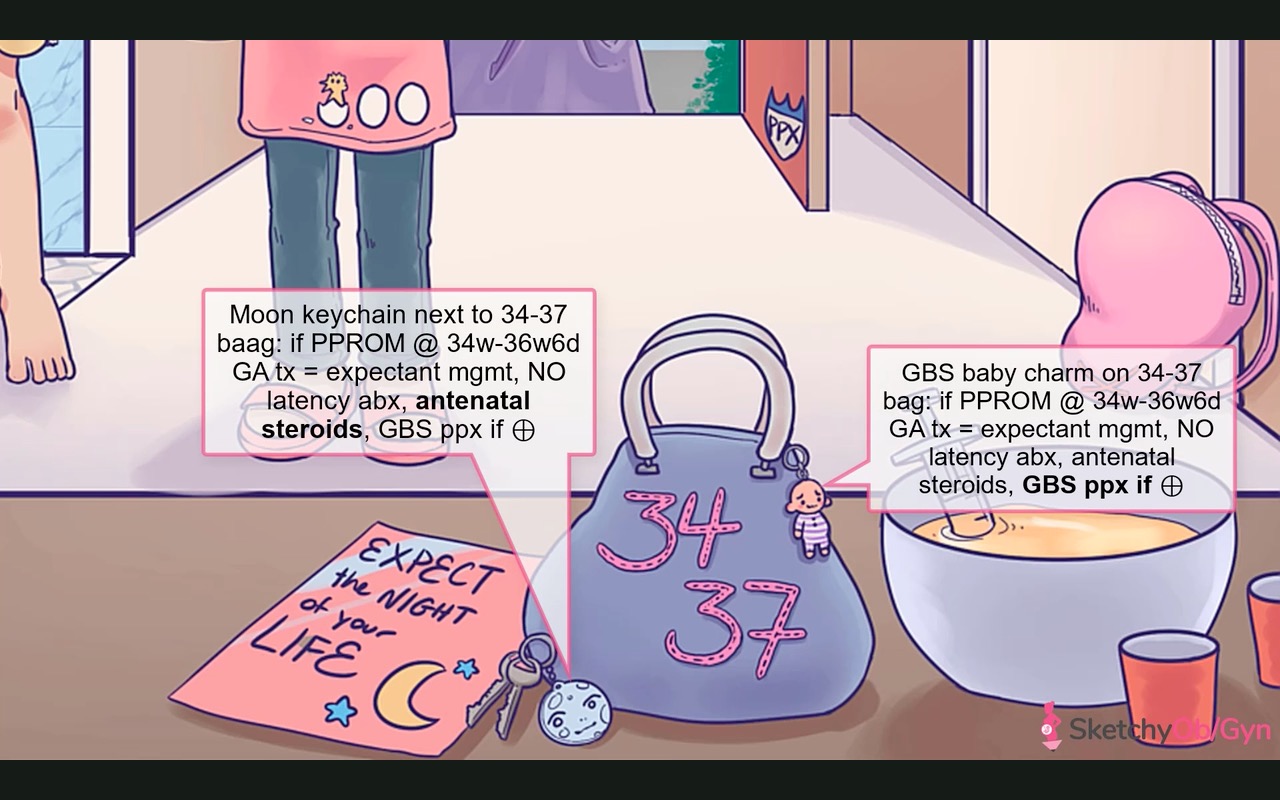 PPX
Moon keychain next to 34-37
baag: if PPROM @ 34w-36w6d
GA tx = expectant mgmt, NO
latency abx, antenatal
steroids, GBS ppx if ⊕
GBS baby charm on 34-37
bag: if PPROM @ 34w-36w6d
GA tx = expectant mgmt, NO
latency abx, antenatal
steroids, GBS ppx if ⊕
34
37
EXPECT
the NIGHT
of your
LIFE
SketchyOb/Gyn